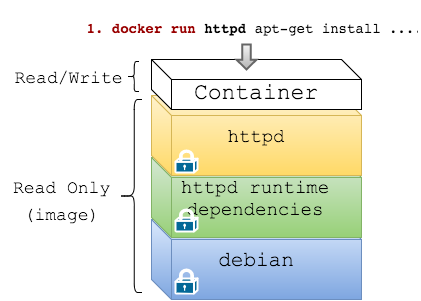 1. docker run httpd apt-get install ....
Read/Write
Container
httpd
Read Only
(image)
httpd runtime
dependencies
debian